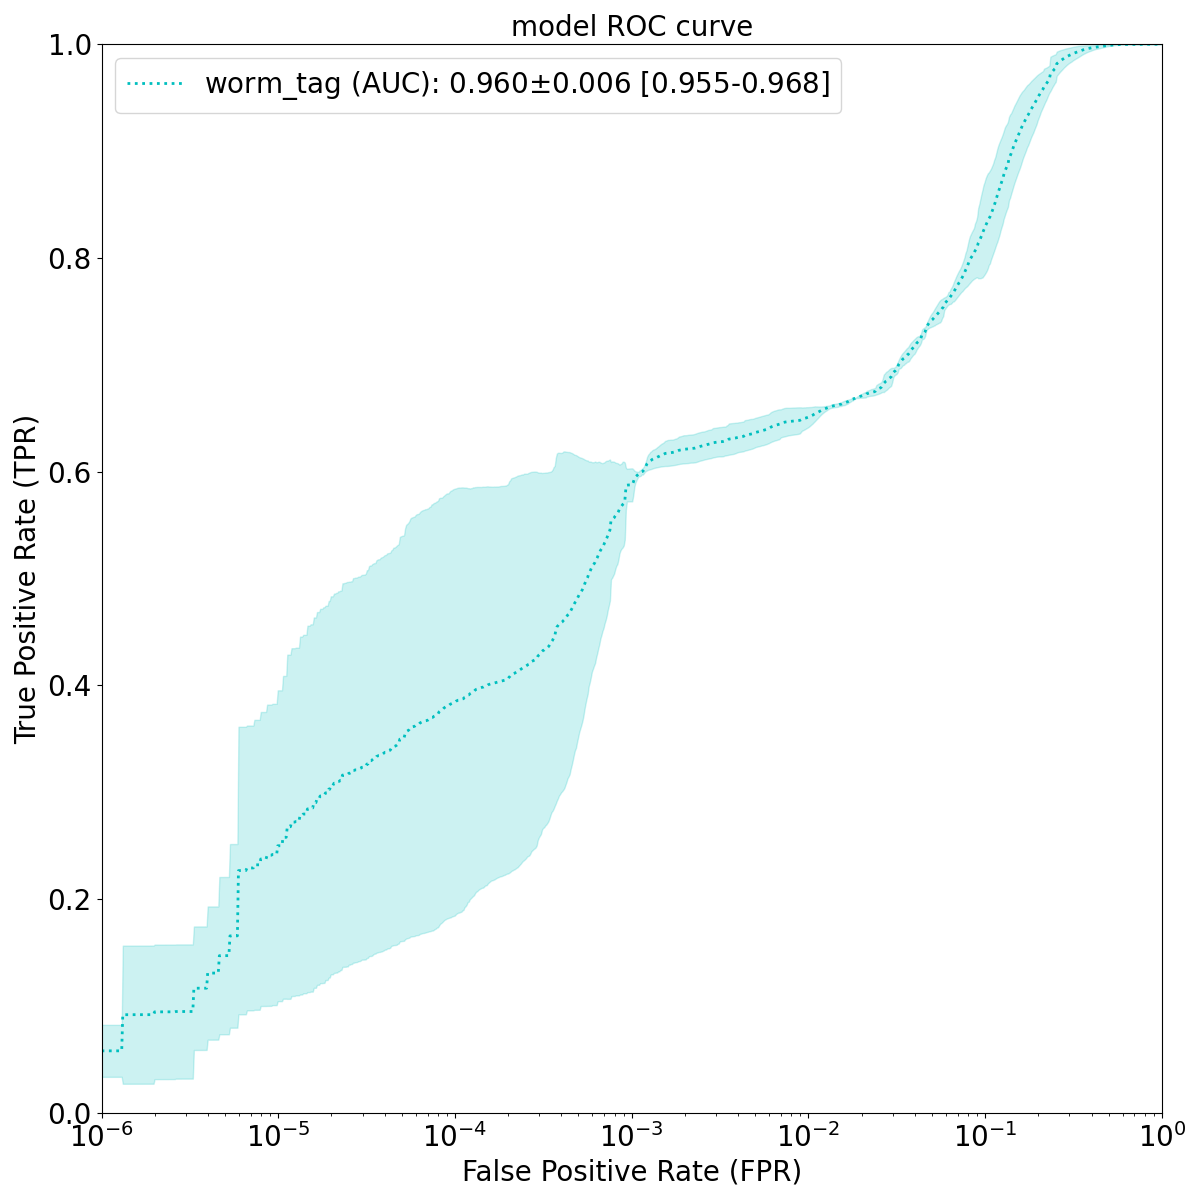 model ROC curve
worm_tag (AUC): 0.960±0.006 [0.955-0.968]
True Positive Rate (TPR)
1.0
0.8
0.6
0.4
0.2
0.0
10⁻⁶ 10⁻⁵ 10⁻⁴ 10⁻³ 10⁻² 10⁻¹ 10⁰
False Positive Rate (FPR)